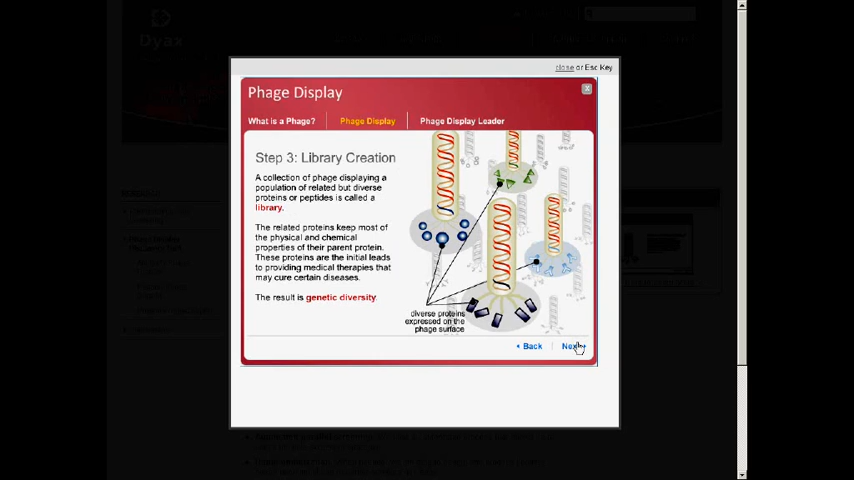 Dyax
close or Esc Key
Phage Display
X
What is a Phage?
Phage Display
Phage Display Leader
Step 3: Library Creation
A collection of phage displaying a
population of related but diverse
proteins or peptides is called a
library.
The related proteins keep most of
the physical and chemical
properties of their parent protein.
These proteins are the initial leads
to providing medical therapies that
may cure certain diseases.
The result is genetic diversity.
diverse proteins
expressed on the
phage surface
Back
Next